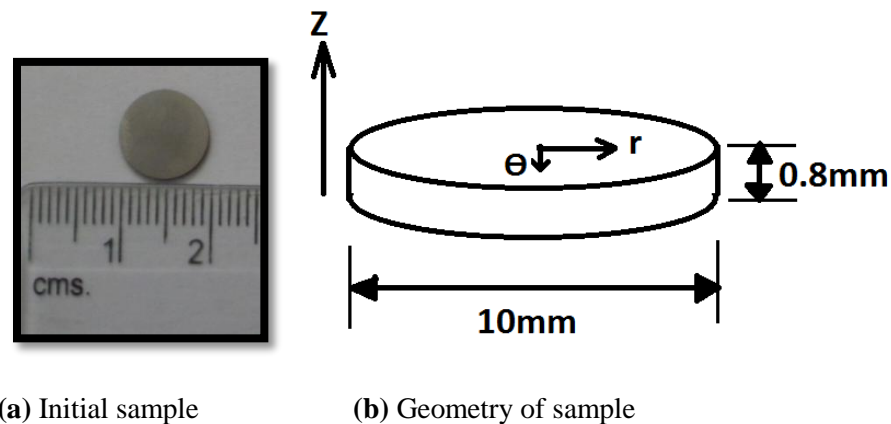 Z
r
Ɵ
0.8mm
1 2
cms.
10mm
(a) Initial sample
(b) Geometry of sample